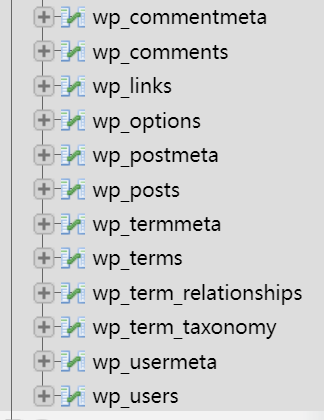 wp_commentmeta
wp_comments
wp_links
wp_options
wp_postmeta
wp_posts
wp_termmeta
wp_terms
wp_term_relationships
wp_term_taxonomy
wp_usermeta
wp_users